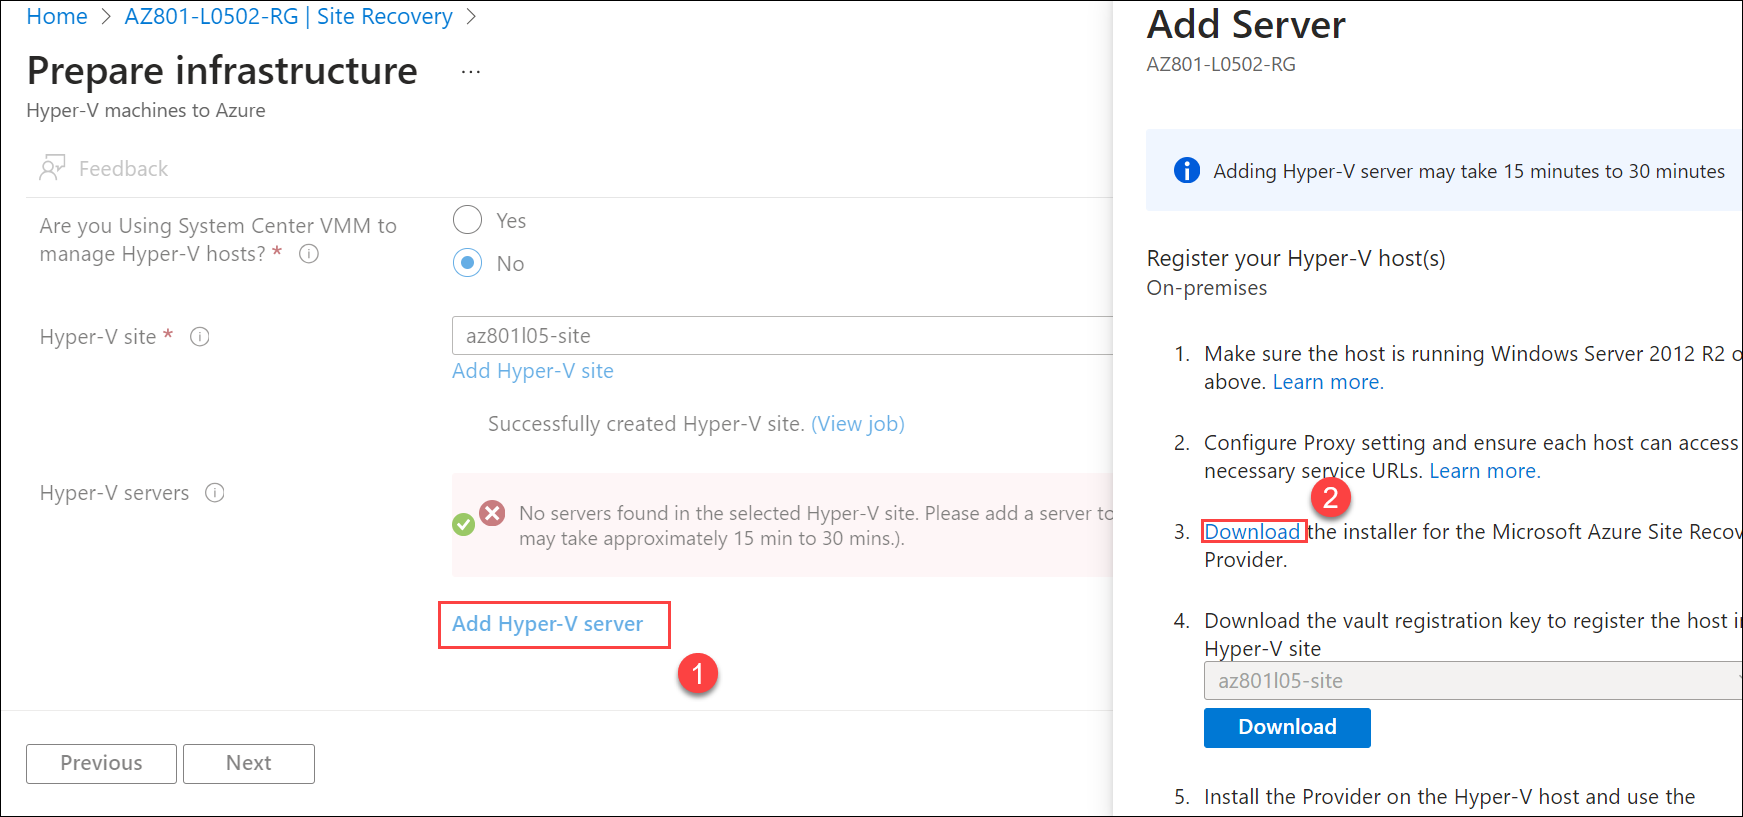 Home > AZ801-L0502-RG | Site Recovery >
Prepare infrastructure ...
Hyper-V machines to Azure
Feedback
Are you Using System Center VMM to
manage Hyper-V hosts? *
Yes
No
Hyper-V site *
az801l05-site
Add Hyper-V site
Successfully created Hyper-V site. (View job)
Hyper-V servers
No servers found in the selected Hyper-V site. Please add a server to
may take approximately 15 min to 30 mins.).
Add Hyper-V server
1
Previous
Next
Add Server
AZ801-L0502-RG
Adding Hyper-V server may take 15 minutes to 30 minutes
Register your Hyper-V host(s)
On-premises
1. Make sure the host is running Windows Server 2012 R2
above. Learn more.
2. Configure Proxy setting and ensure each host can access
necessary service URLs. Learn more.
2
3. Download the installer for the Microsoft Azure Site
Provider.
4. Download the vault registration key to register the host
Hyper-V site
az801l05-site
Download
5. Install the Provider on the Hyper-V host and use the